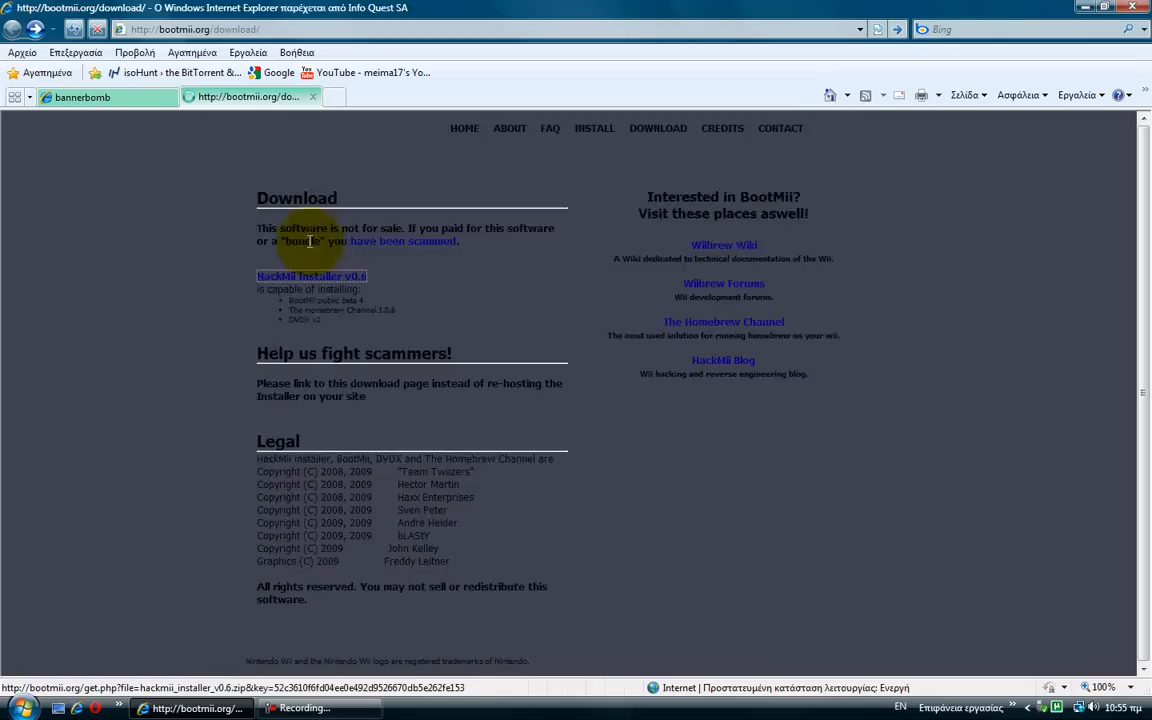 http://bootmii.org/download/ - Ο Windows Internet Explorer παρέχεται από Info Quest SA
http://bootmii.org/download/
Bing
Αρχείο Επεξεργασία Προβολή Αγαπημένα Εργαλεία Βοήθεια
Αγαπημένα isoHunt › the BitTorrent &... Google YouTube - meima17's Yo...
bannerbomb http://bootmii.org/do... Σελίδα Ασφάλεια Εργαλεία
HOME ABOUT FAQ INSTALL DOWNLOAD CREDITS CONTACT
Download
This software is not for sale. If you paid for this software
or a "bundle" you have been scammed.
HackMii Installer v0.6
is capable of installing:
BootMii public beta 4
The Homebrew Channel 1.0.6
DVDX v2
Help us fight scammers!
Please link to this download page instead of re-hosting the
Installer on your site
Legal
HackMii installer, BootMii, DVDX and The Homebrew Channel are
Copyright (C) 2008, 2009 "Team Twiizers"
Copyright (C) 2008, 2009 Hector Martin
Copyright (C) 2008, 2009 Haxx Enterprises
Copyright (C) 2008, 2009 Sven Peter
Copyright (C) 2009, 2009 Andre Heider
Copyright (C) 2009, 2009 bLAStY
Copyright (C) 2009 John Kelley
Graphics (C) 2009 Freddy Leitner
All rights reserved. You may not sell or redistribute this
software.
Nintendo Wii and the Nintendo Wii logo are registered trademarks of Nintendo.
Interested in BootMii?
Visit these places aswell!
Wiibrew Wiki
A Wiki dedicated to technical documentation of the Wii.
Wiibrew Forums
Wii development forums.
The Homebrew Channel
The most used solution for running homebrew on your wii.
HackMii Blog
Wii hacking and reverse engineering blog.
http://bootmii.org/get.php?file=hackmii_installer_v0.6.zip&key=52c3610f6fd04ee0e492d9526670db5e262fe153 Internet | Προστατευμένη κατάσταση λειτουργίας: Ενεργή 100%
http://bootmii.org/... Recording... EN Επιφάνεια εργασίας 10:55 πμ